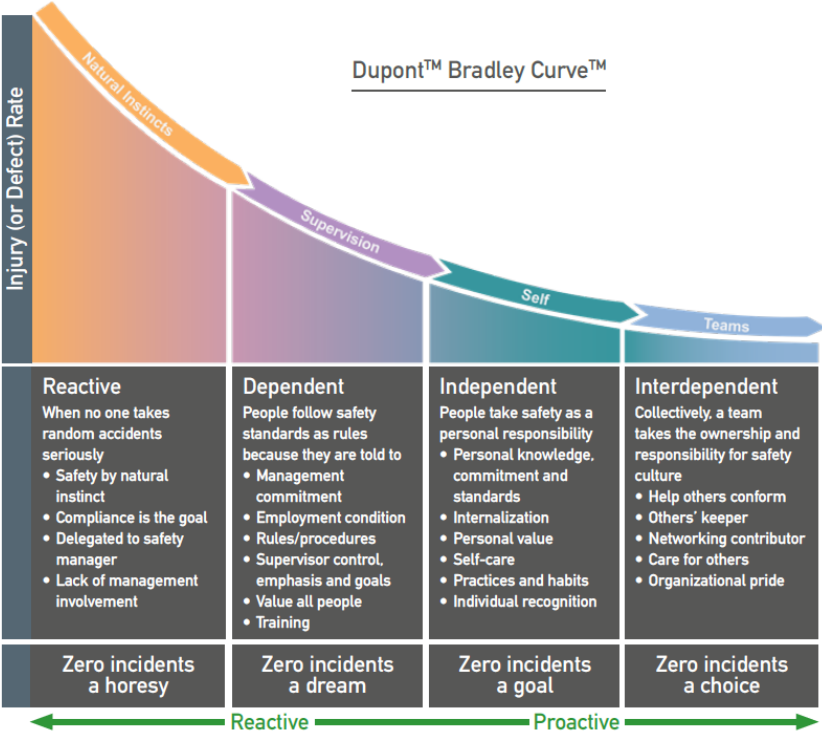 Dupont™ Bradley Curve™
Injury (or Defect) Rate
Natural Instincts
Supervision
Self
Teams
Reactive
When no one takes
random accidents
seriously
• Safety by natural
instinct
• Compliance is the goal
• Delegated to safety
manager
• Lack of management
involvement
Dependent
People follow safety
standards as rules
because they are told to
• Management
commitment
• Employment condition
• Rules/procedures
• Supervisor control,
emphasis and goals
• Value all people
• Training
Independent
People take safety as a
personal responsibility
• Personal knowledge,
commitment and
standards
• Internalization
• Personal value
• Self-care
• Practices and habits
• Individual recognition
Interdependent
Collectively, a team
takes the ownership and
responsibility for safety
culture
• Help others conform
• Others' keeper
• Networking contributor
• Care for others
• Organizational pride
Zero incidents
a horesy
Zero incidents
a dream
Zero incidents
a goal
Zero incidents
a choice
Reactive
Proactive